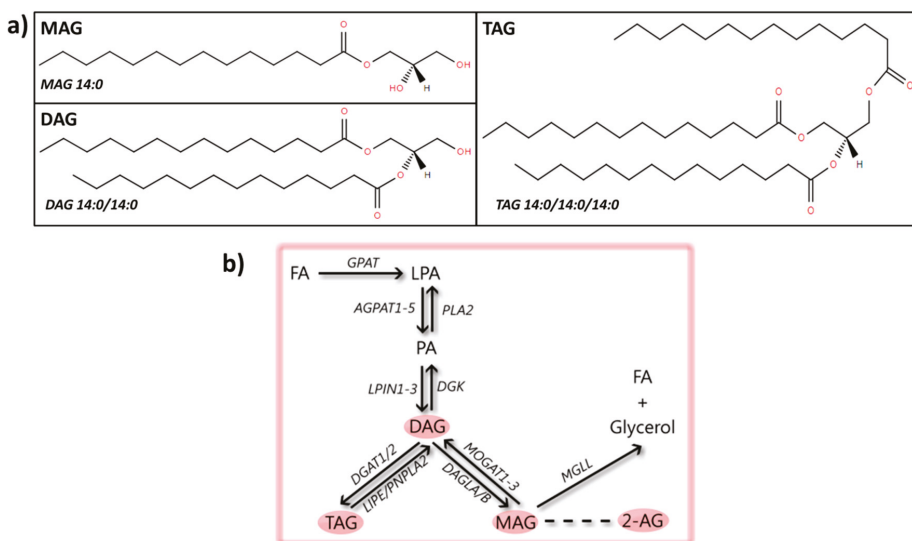 a)
MAG
O
O
OH
HO
H
MAG 14:0
DAG
O
O
OH
O
H
O
DAG 14:0/14:0
TAG
O
O
O
O
O
H
O
TAG 14:0/14:0/14:0
b)
FA
GPAT
LPA
AGPAT1-5
PLA2
PA
LPIN1-3
DGK
FA
+
Glycerol
DAG
DGAT1/2
LIPE/PNPLA2
MOGAT1-3
DAGLA/B
MGLL
TAG
MAG
2-AG